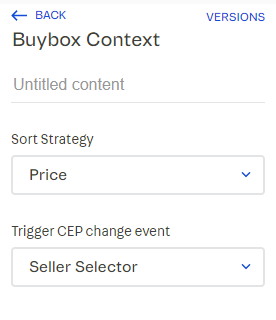 BACK
VERSIONS
Buybox Context
Untitled content
Sort Strategy
Price
Trigger CEP change event
Seller Selector